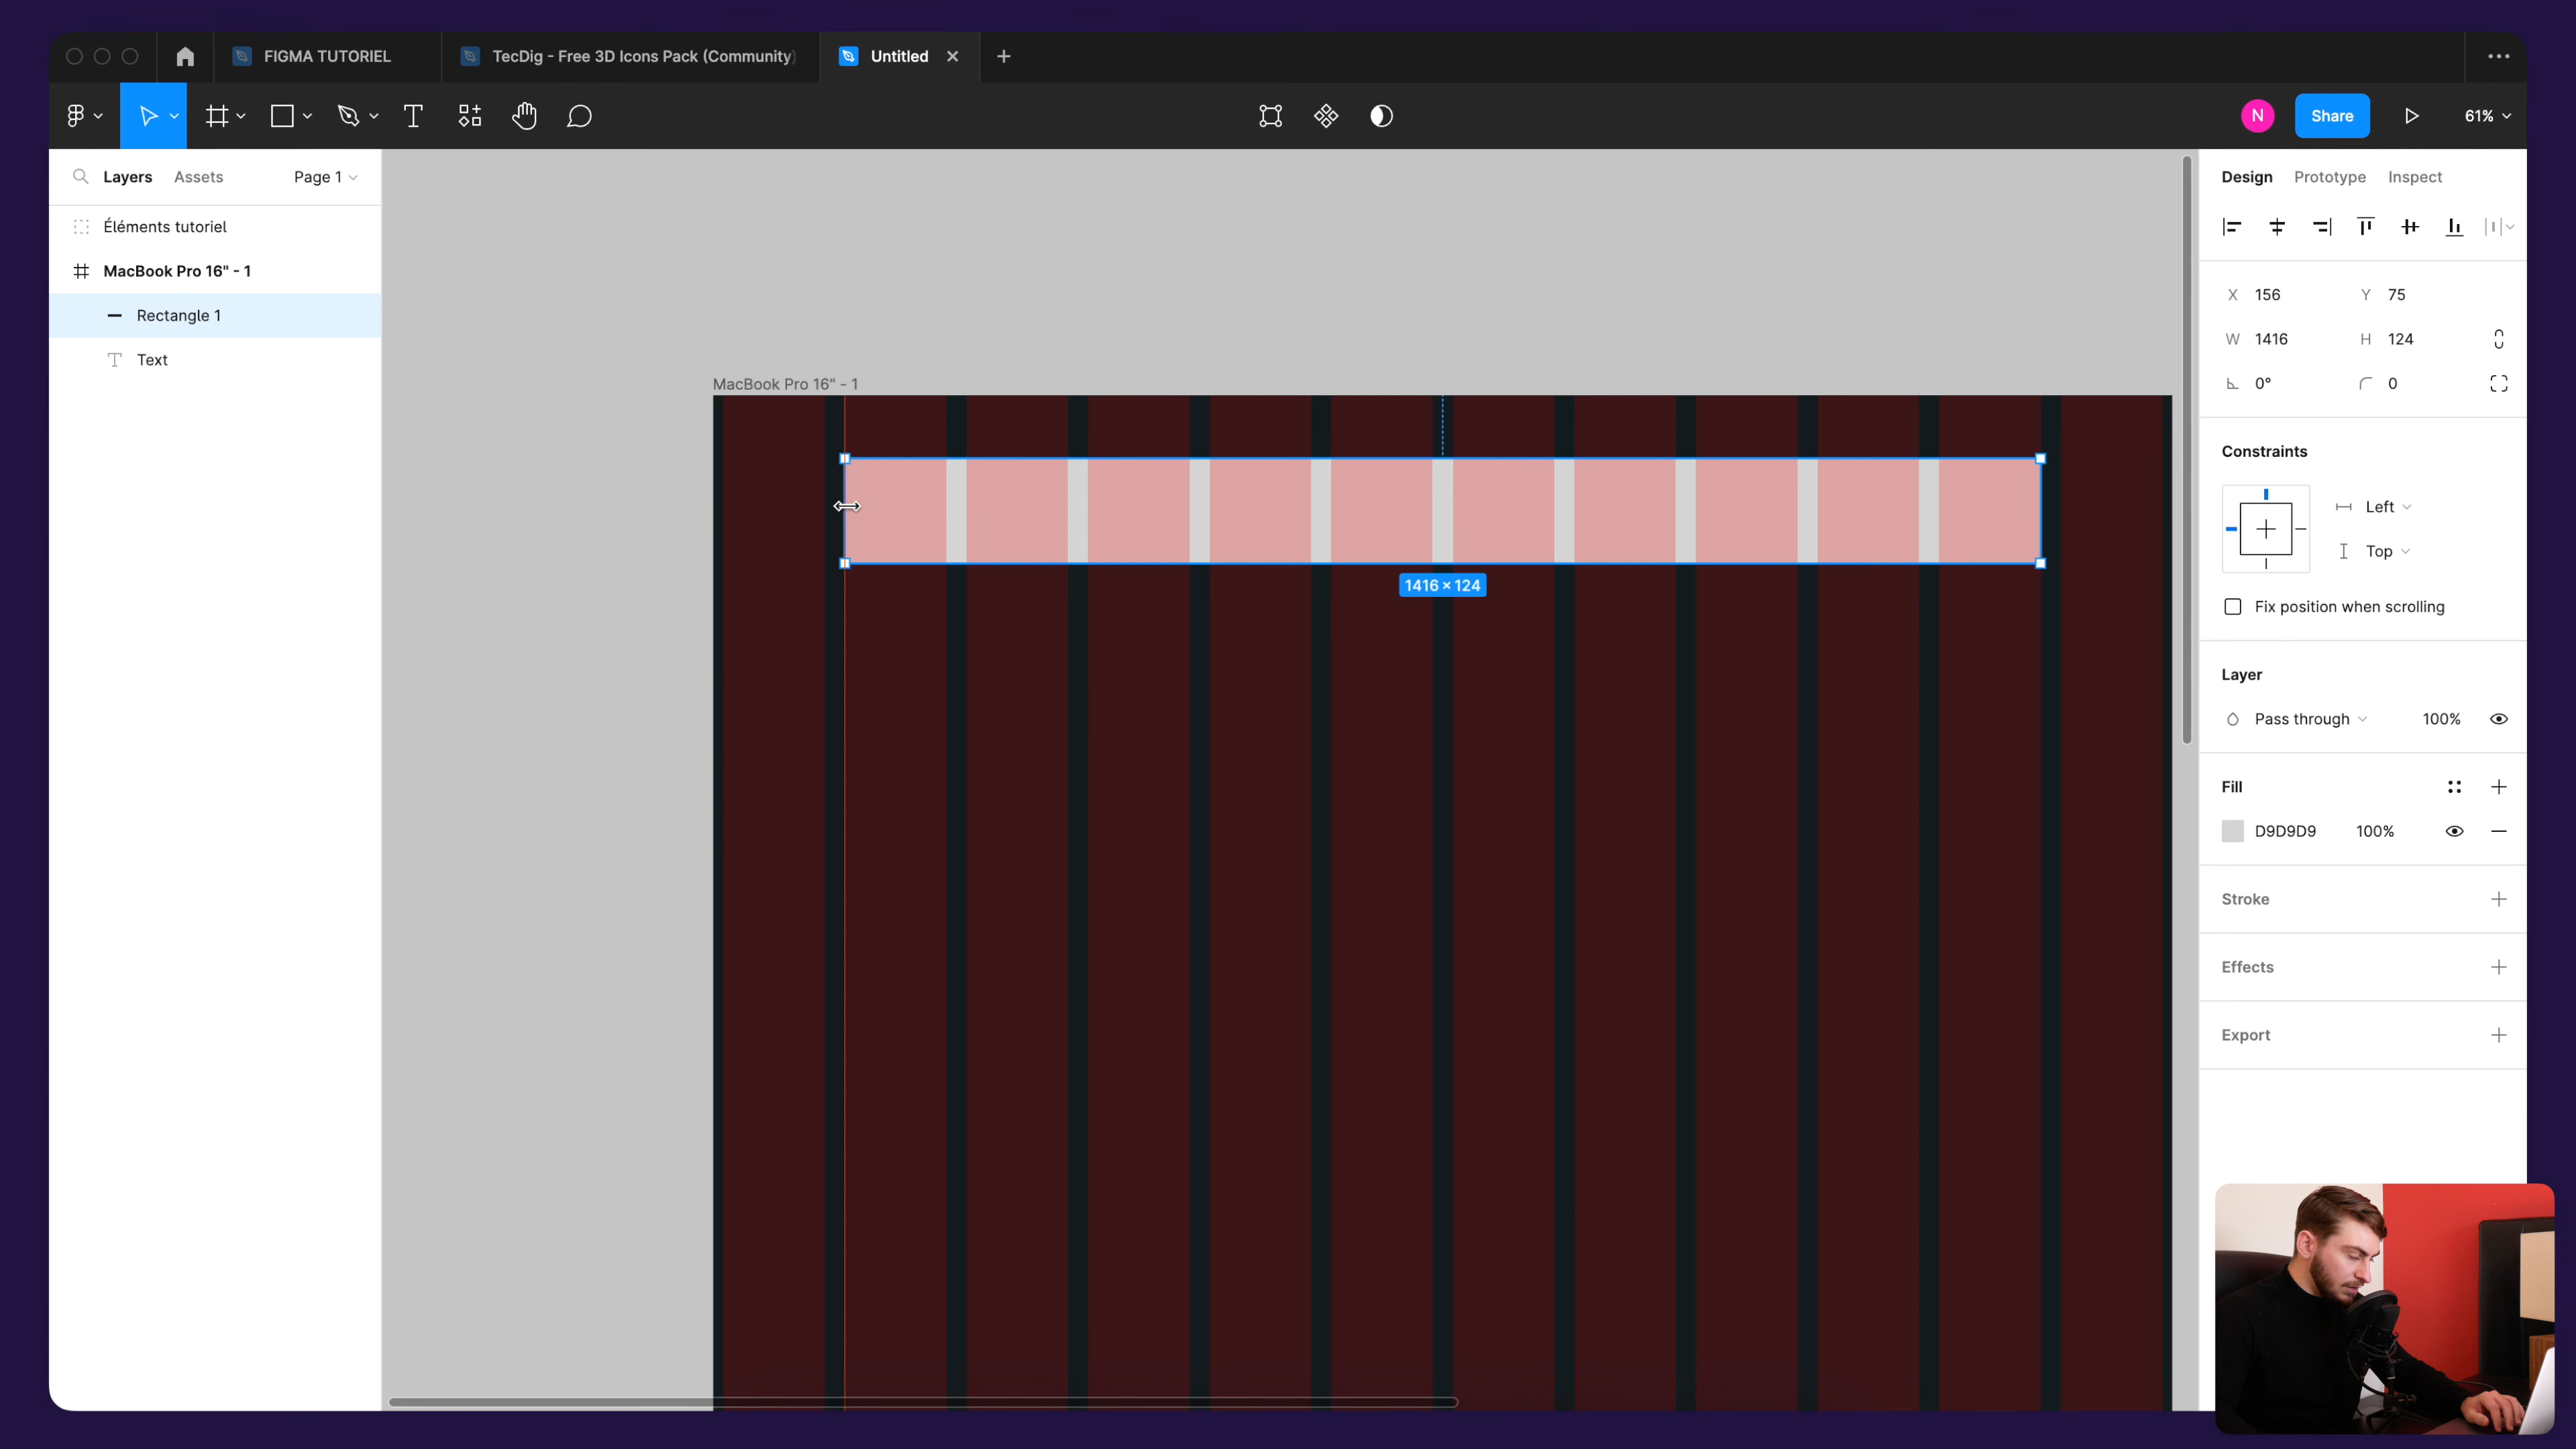 FIGMA TUTORIEL
TecDig - Free 3D Icons Pack (Community)
Untitled
N
Share
61%
Layers
Assets
Page 1
Design
Prototype
Inspect
Éléments tutoriel
MacBook Pro 16" - 1
Rectangle 1
Text
X 156
Y 75
W 1416
H 124
0°
0
MacBook Pro 16" - 1
1416 × 124
Constraints
Left
Top
Fix position when scrolling
Layer
Pass through
100%
Fill
D9D9D9
100%
Stroke
Effects
Export